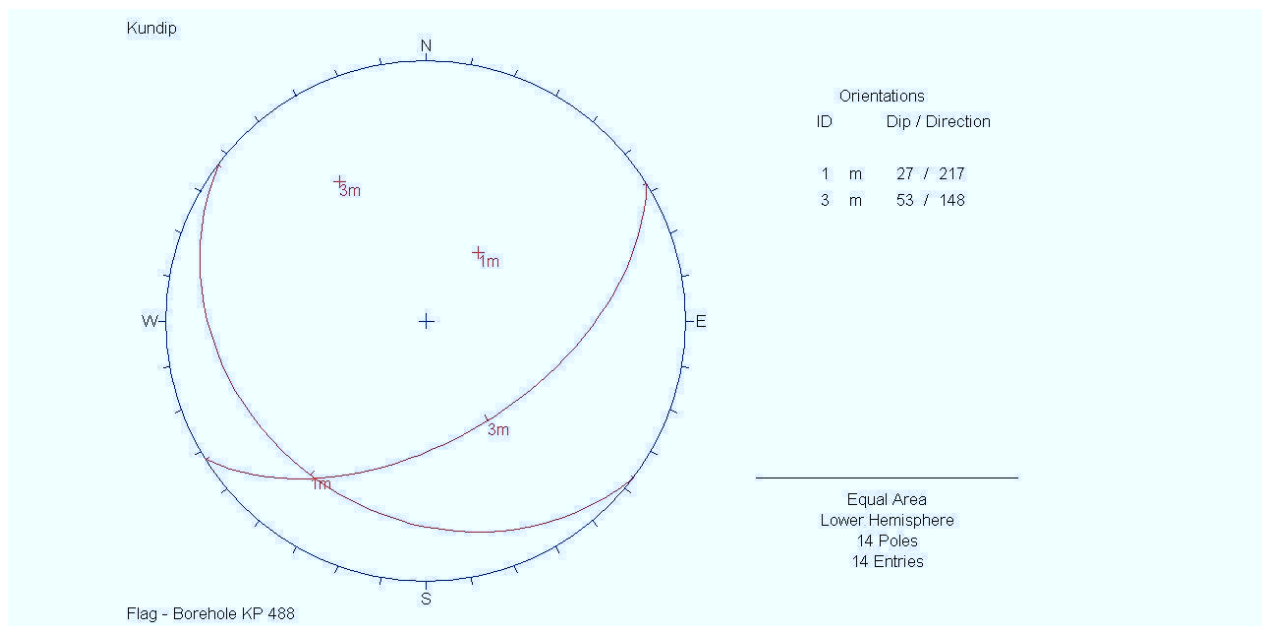 Kundip
N
Orientations
ID Dip / Direction
1 m 27 / 217
3 m 53 / 148
3m
1m
W
E
3m
1m
Equal Area
Lower Hemisphere
14 Poles
14 Entries
S
Flag - Borehole KP 488